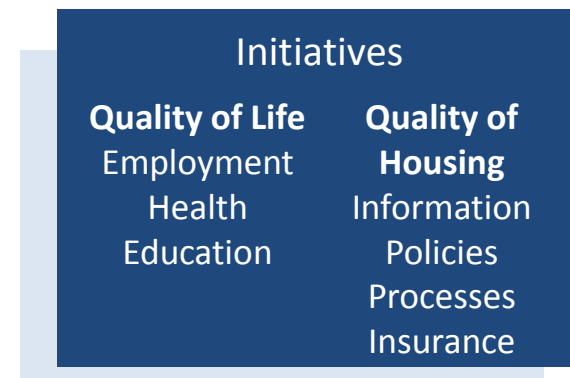 Initiatives
Quality of Life
Employment
Health
Education
Quality of
Housing
Information
Policies
Processes
Insurance